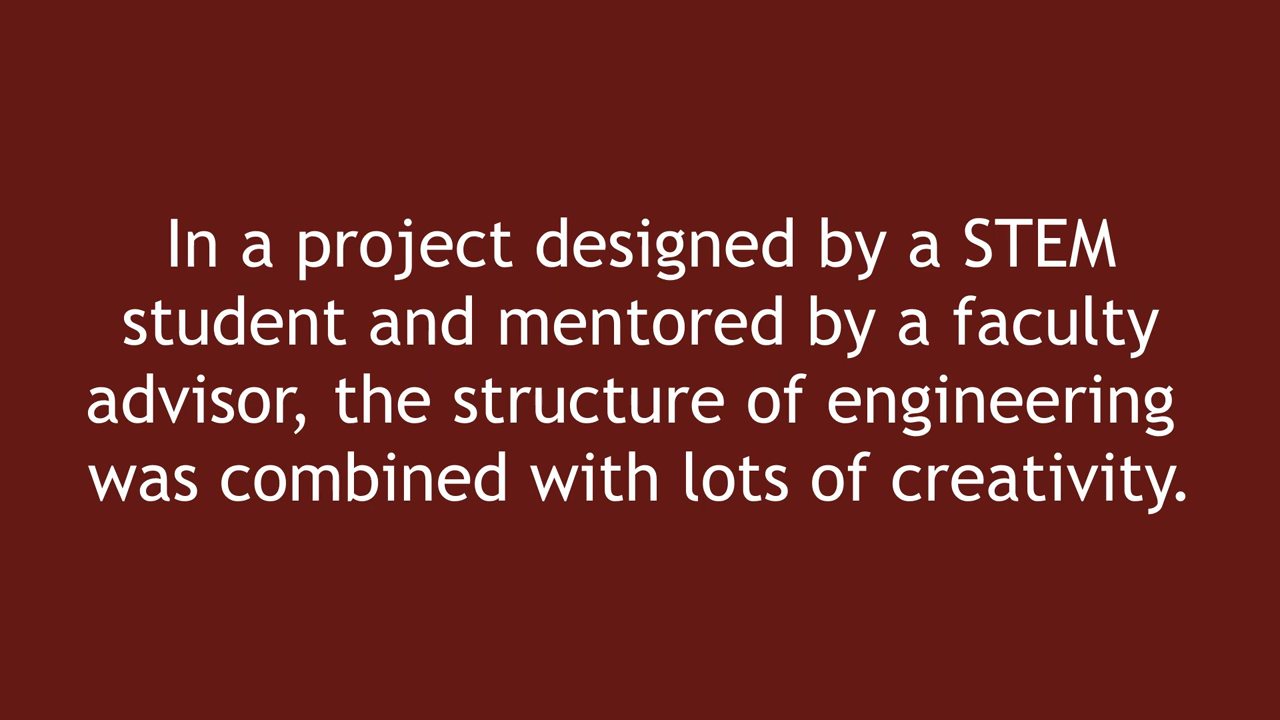 In a project designed by a STEM
student and mentored by a faculty
advisor, the structure of engineering
was combined with lots of creativity.